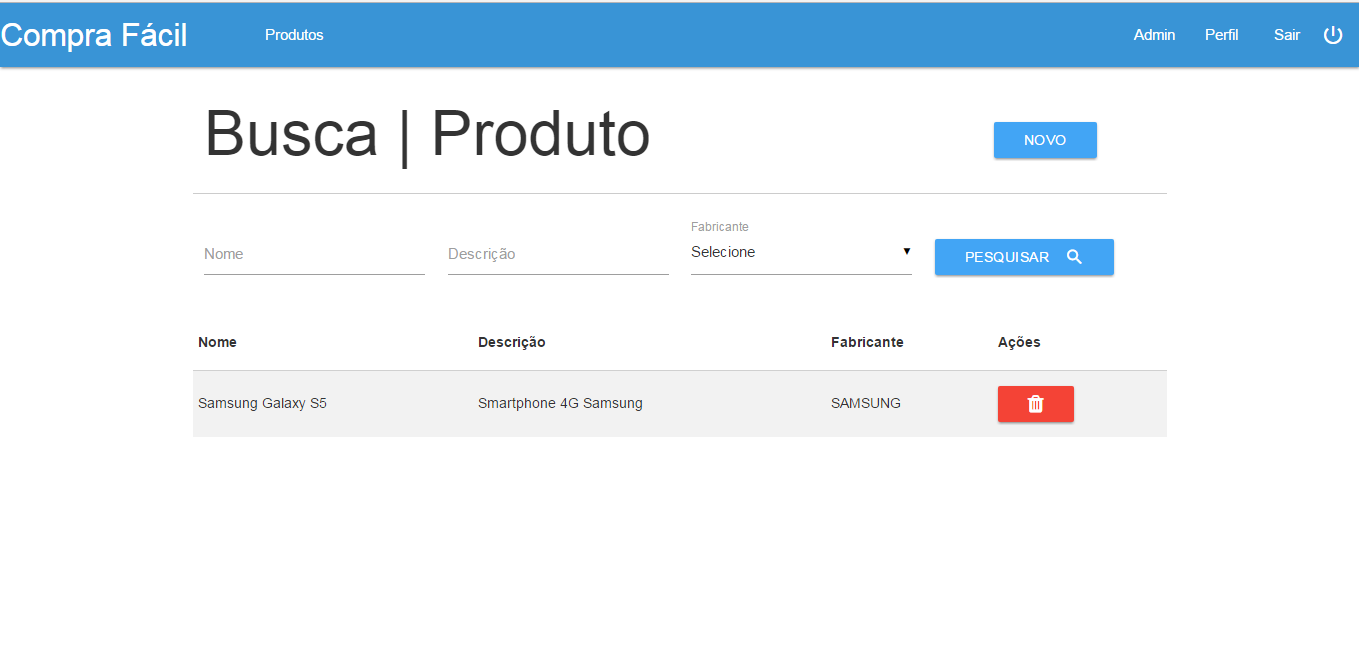 Compra Fácil Produtos Admin Perfil Sair
Busca | Produto NOVO
Fabricante
Nome Descrição Selecione PESQUISAR
Nome Descrição Fabricante Ações
Samsung Galaxy S5 Smartphone 4G Samsung SAMSUNG